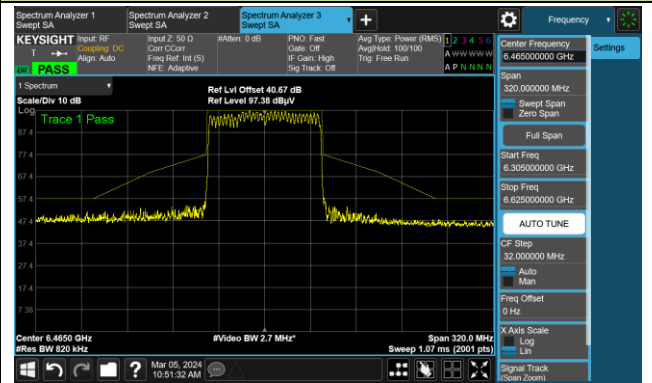 Spectrum Analyzer 1
Swept SA
Spectrum Analyzer 2
Swept SA
Spectrum Analyzer 3
Swept SA
Frequency
KEYSIGHT
Input: RF
Coupling: DC
Align: Auto
Input Z: 50 Ω
Corr CCorr
Freq Ref: Int (S)
NFE: Adaptive
#Atten: 0 dB
PNO: Fast
Gate: Off
IF Gain: High
Sig Track: Off
Avg Type: Power (RMS)
Avg|Hold: 100/100
Trig: Free Run
1 2 3 4 5 6
A W W W W W
A P N N N N
T
PASS
1 Spectrum
Scale/Div 10 dB
Ref Lvl Offset 40.67 dB
Ref Level 97.38 dBµV
Log
Trace 1 Pass
87.4
77.4
67.4
57.4
47.4
37.4
27.4
17.4
7.38
Center 6.4650 GHz
#Res BW 820 kHz
#Video BW 2.7 MHz*
Span 320.0 MHz
Sweep 1.07 ms (2001 pts)
Mar 05, 2024
10:51:32 AM
Center Frequency
6.465000000 GHz
Settings
Span
320.000000 MHz
Swept Span
Zero Span
Full Span
Start Freq
6.305000000 GHz
Stop Freq
6.625000000 GHz
AUTO TUNE
CF Step
32.000000 MHz
Auto
Man
Freq Offset
0 Hz
X Axis Scale
Log
Lin
Signal Track
(Span Zoom)